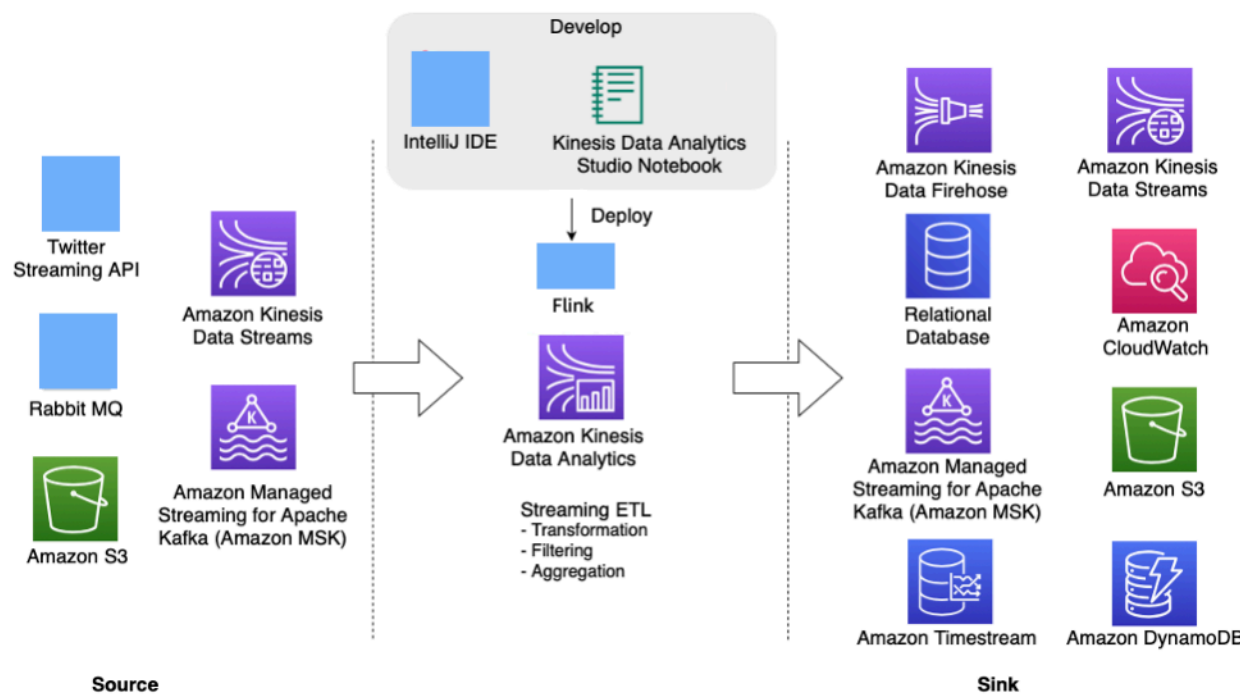 Develop
IntelliJ IDE
Kinesis Data Analytics
Studio Notebook
Deploy
Flink
Twitter
Streaming API
Amazon Kinesis
Data Streams
Rabbit MQ
Amazon S3
K
Amazon Managed
Streaming for Apache
Kafka (Amazon MSK)
Amazon Kinesis
Data Analytics
Streaming ETL
- Transformation
- Filtering
- Aggregation
Amazon Kinesis
Data Firehose
Amazon Kinesis
Data Streams
Relational
Database
Amazon
CloudWatch
K
Amazon Managed
Streaming for Apache
Kafka (Amazon MSK)
Amazon S3
Amazon Timestream
Amazon DynamoDB
Source
Sink